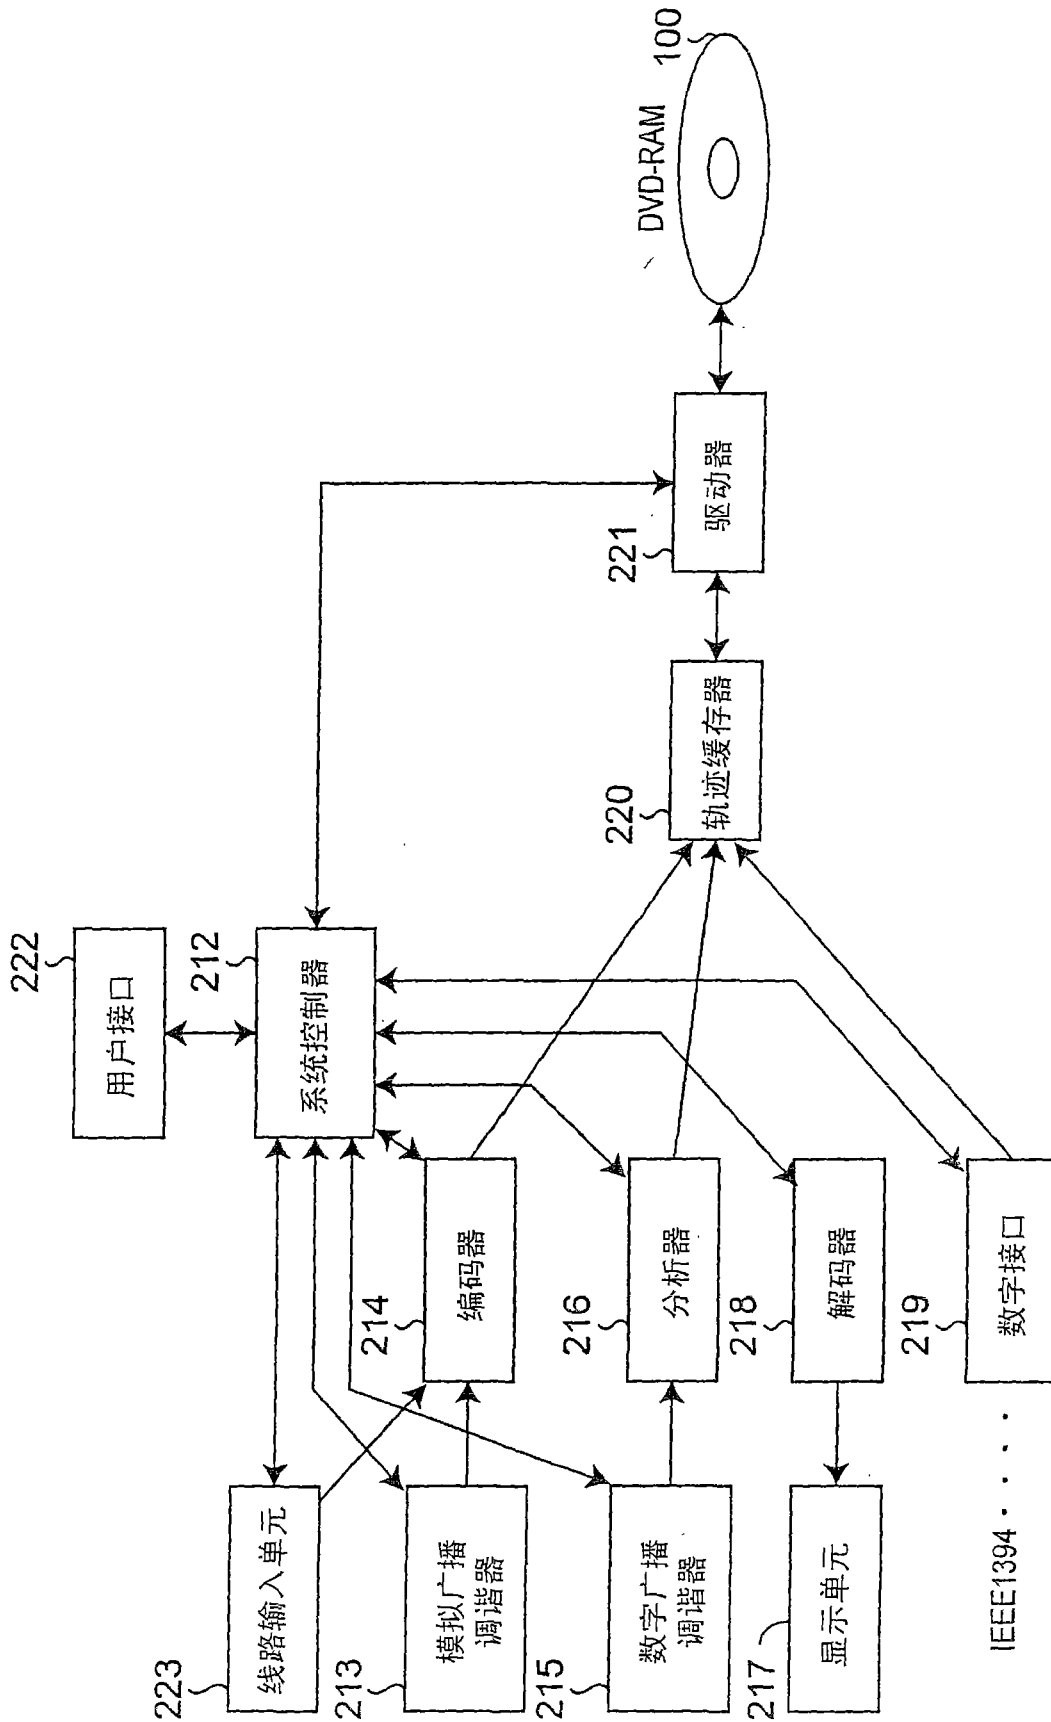 222
用户接口
212
系统控制器
223
线路输入单元
213
模拟广播
调谐器
214
编码器
215
数字广播
调谐器
216
分析器
217
显示单元
218
解码器
IEEE1394
219
数字接口
220
轨迹缓存器
221
驱动器
DVD-RAM
100